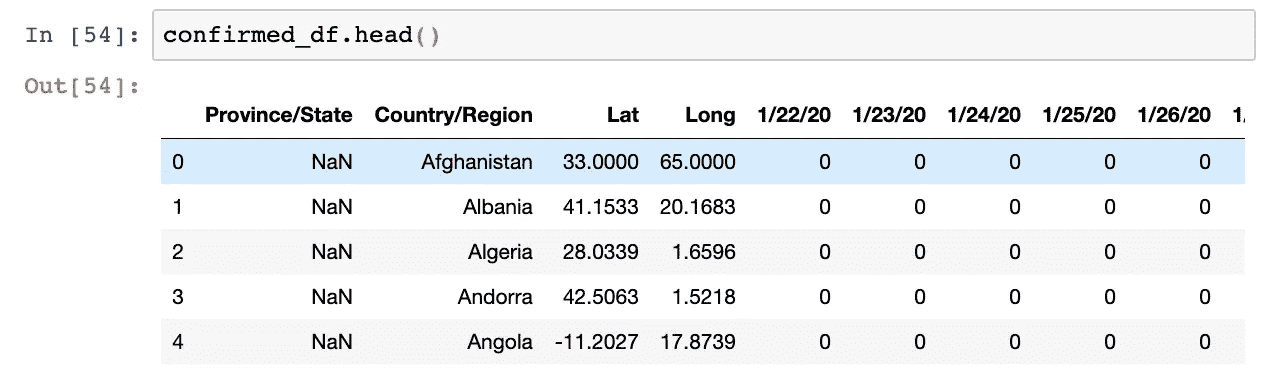 In [54]: confirmed_df.head()
Out[54]:
Province/State Country/Region Lat Long 1/22/20 1/23/20 1/24/20 1/25/20 1/26/20 1/
0 NaN Afghanistan 33.0000 65.0000 0 0 0 0 0
1 NaN Albania 41.1533 20.1683 0 0 0 0 0
2 NaN Algeria 28.0339 1.6596 0 0 0 0 0
3 NaN Andorra 42.5063 1.5218 0 0 0 0 0
4 NaN Angola -11.2027 17.8739 0 0 0 0 0